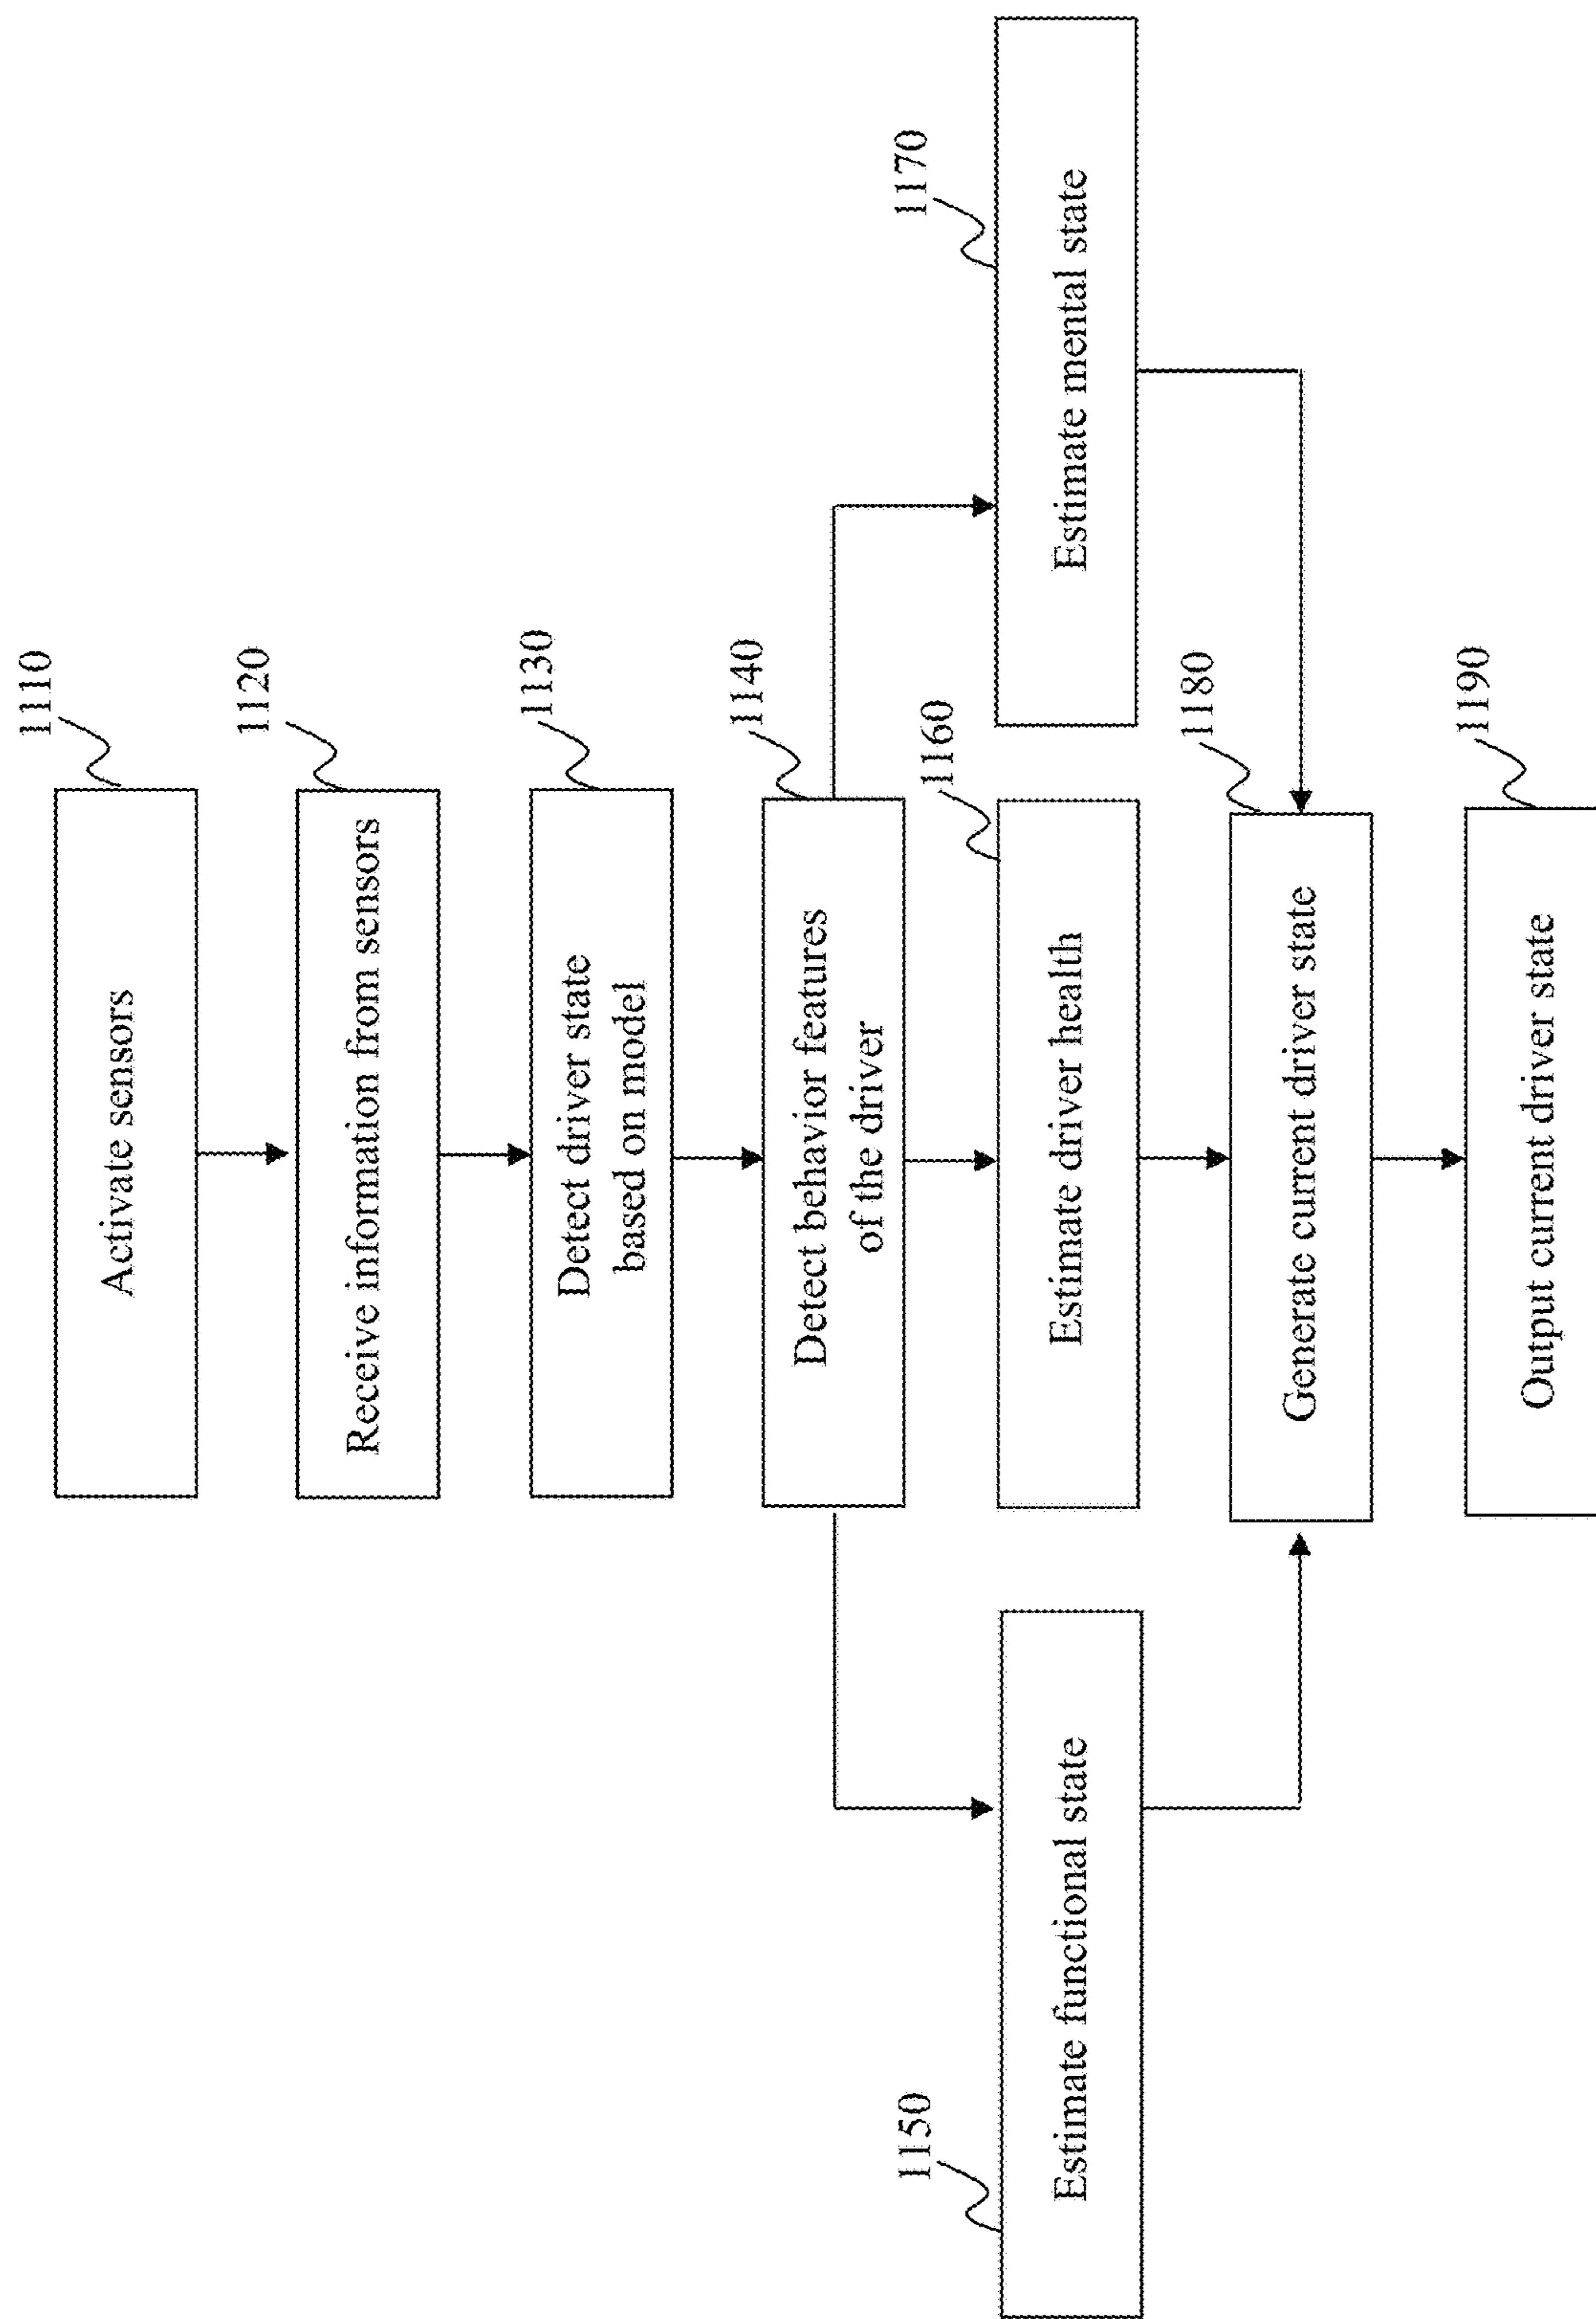 1110
Activate sensors
1120
Receive information from sensors
1130
Detect driver state
based on model
1140
Detect behavior features
of the driver
1150
Estimate functional state
1160
Estimate driver health
1170
Estimate mental state
1180
Generate current driver state
1190
Output current driver state